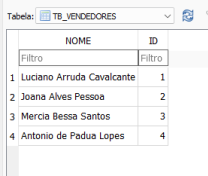 Tabela: TB_VENDEDORES
NOME ID
Filtro Filtro
1 Luciano Arruda Cavalcante 1
2 Joana Alves Pessoa 2
3 Mercia Bessa Santos 3
4 Antonio de Padua Lopes 4